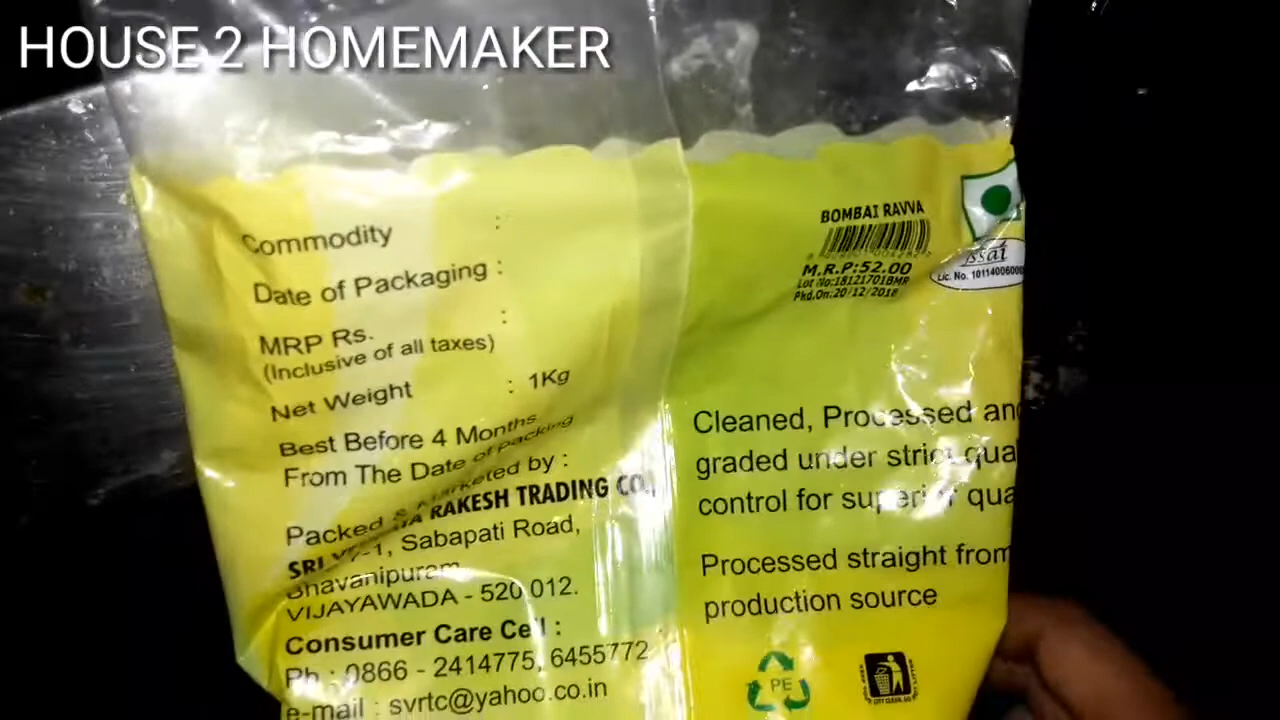 HOUSE 2 HOMEMAKER
Commodity :
Date of Packaging :
MRP Rs. :
(Inclusive of all taxes)
Net Weight : 1Kg
Best Before 4 Months
From The Date of Packing
Packed & Marketed by :
SRI RAKESH TRADING CO.,
Sabapati Road,
Bhavanipuram
VIJAYAWADA - 520 012.
Consumer Care Cell :
Ph : 0866 - 2414775, 6455772
e-mail : svrtc@yahoo.co.in
BOMBAI RAVVA
M.R.P:52.00
Lot No:18121701BMR
Pkd.On:20/12/2018
fssai
Lic. No. 10114006000
Cleaned, Processed and
graded under strict qua
control for superior qua
Processed straight from
production source
PE